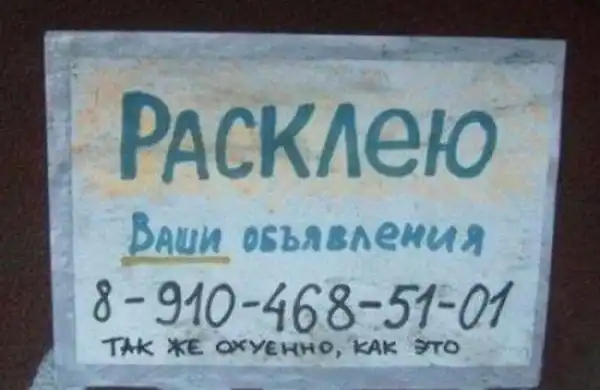 Расклею
Ваши объявления
8-910-468-51-01
ТАК ЖЕ ОХУЕННО, КАК ЭТО